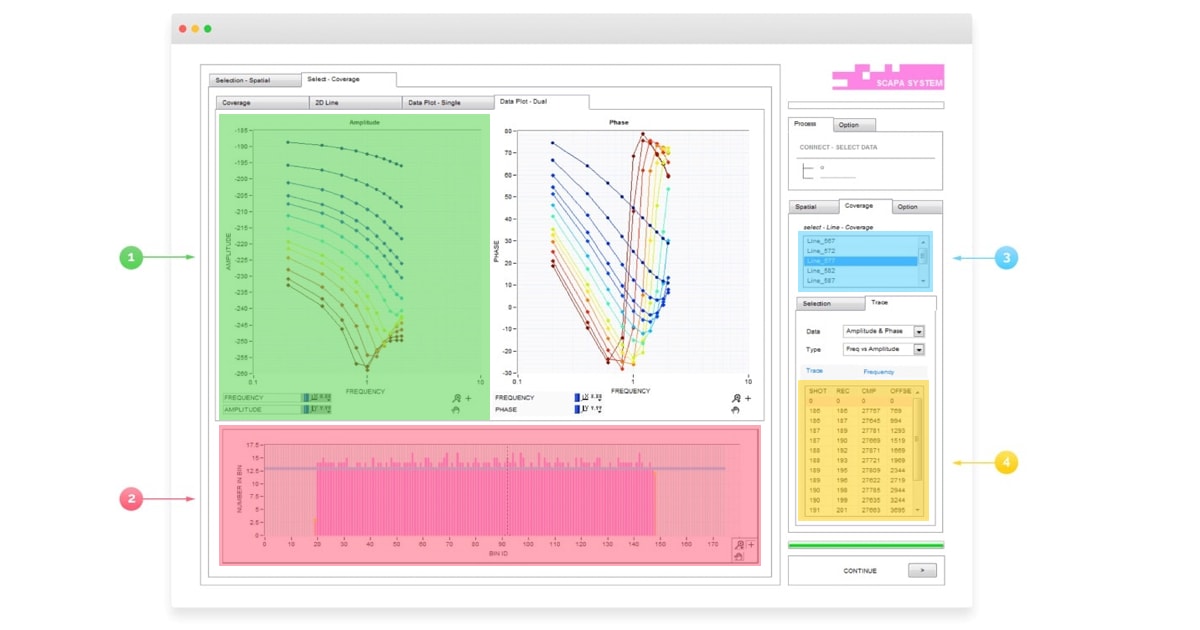 Selection - Spatial
Select - Coverage
SCAPA SYSTEM
Coverage
2D Line
Data Plot - Single
Data Plot - Dual
Amplitude
Phase
-185
-190
-195
-200
-205
-210
-215
-220
-225
-230
-235
-240
-245
-250
-255
-260
AMPLITUDE
0.1
1
10
FREQUENCY
80
70
60
50
40
30
20
10
0
-10
-20
-30
PHASE
0.1
1
10
FREQUENCY
FREQUENCY
AMPLITUDE
FREQUENCY
PHASE
1
2
3
4
17.5
15
12.5
10
7.5
5
2.5
0
NUMBER IN BIN
0 10 20 30 40 50 60 70 80 90 100 110 120 130 140 150 160 170
BIN ID
Process
Option
CONNECT - SELECT DATA
Spatial
Coverage
Option
select - Line - Coverage
Line_567
Line_572
Line_577
Line_582
Line_587
Selection
Trace
Data
Amplitude & Phase
Type
Freq vs Amplitude
Trace
Frequency
SHOT REC CMP OFFSE
0 0 0 0
186 186 27767 769
186 187 27645 994
187 189 27781 1293
187 190 27669 1519
188 192 27871 1669
188 193 27721 1969
189 195 27839 2344
189 196 27622 2719
190 198 27785 2944
190 199 27635 3244
191 201 27663 3695
CONTINUE
>